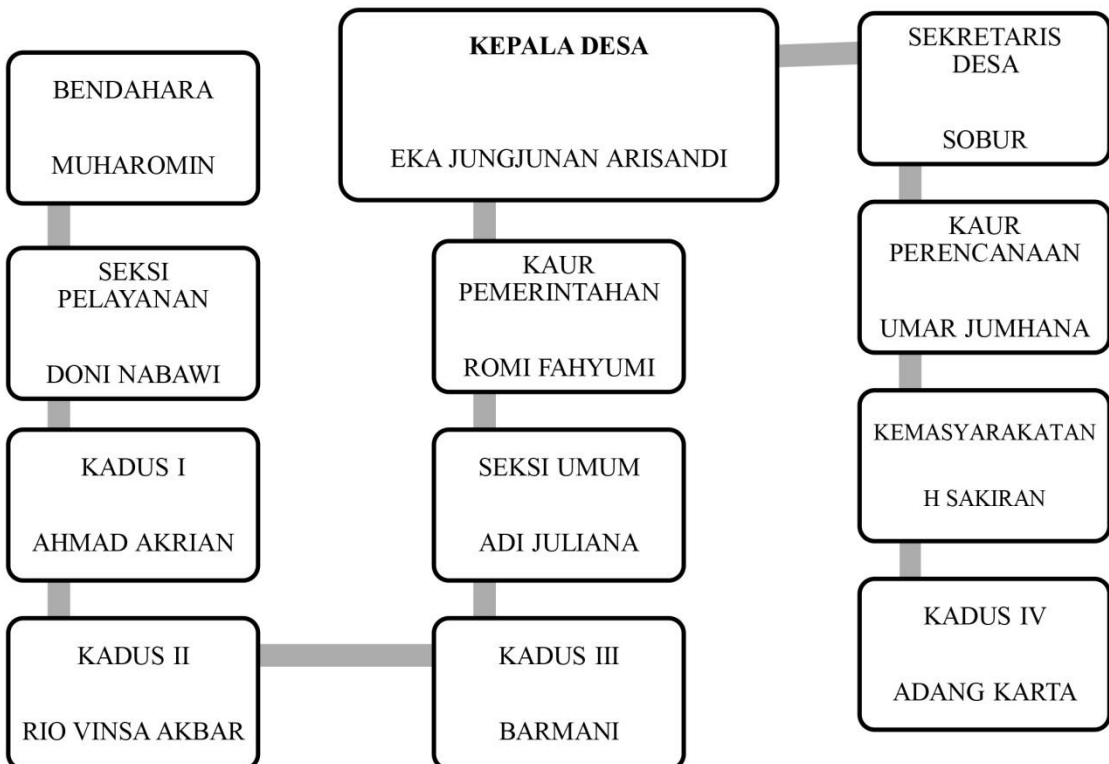 BENDAHARA
MUHAROMIN
SEKSI
PELAYANAN
DONI NABAWI
KADUS I
AHMAD AKRIAN
KADUS II
RIO VINSA AKBAR
KEPALA DESA
EKA JUNGJUNAN ARISANDI
KAUR
PEMERINTAHAN
ROMI FAHYUMI
SEKSI UMUM
ADI JULIANA
KADUS III
BARMANI
SEKRETARIS
DESA
SOBUR
KAUR
PERENCANAAN
UMAR JUMHANA
KEMASYARAKATAN
H SAKIRAN
KADUS IV
ADANG KARTA